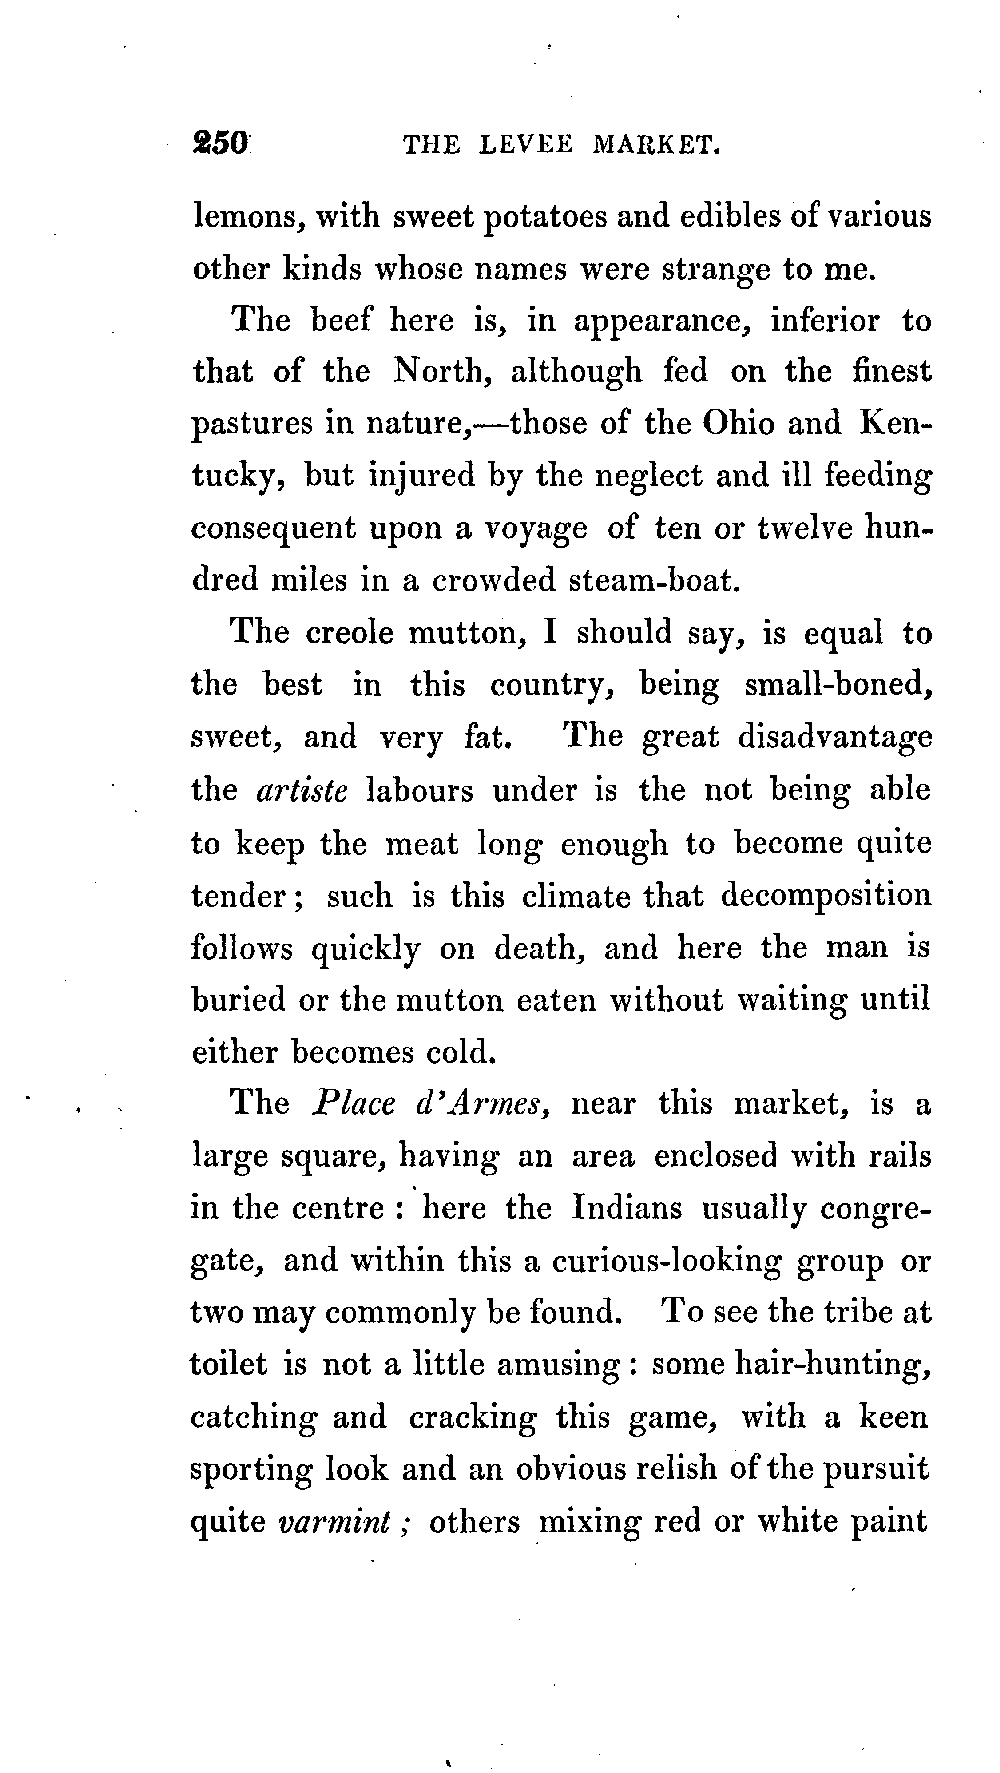 250 THE LEVEE MARKET.
lemons, with sweet potatoes and edibles of various
other kinds whose names were strange to me.
The beef here is, in appearance, inferior to
that of the North, although fed on the finest
pastures in nature,—those of the Ohio and Ken-
tucky, but injured by the neglect and ill feeding
consequent upon a voyage of ten or twelve hun-
dred miles in a crowded steam-boat.
The creole mutton, I should say, is equal to
the best in this country, being small-boned,
sweet, and very fat. The great disadvantage
the artiste labours under is the not being able
to keep the meat long enough to become quite
tender; such is this climate that decomposition
follows quickly on death, and here the man is
buried or the mutton eaten without waiting until
either becomes cold.
The Place d'Armes, near this market, is a
large square, having an area enclosed with rails
in the centre : here the Indians usually congre-
gate, and within this a curious-looking group or
two may commonly be found. To see the tribe at
toilet is not a little amusing : some hair-hunting,
catching and cracking this game, with a keen
sporting look and an obvious relish of the pursuit
quite varmint ; others mixing red or white paint